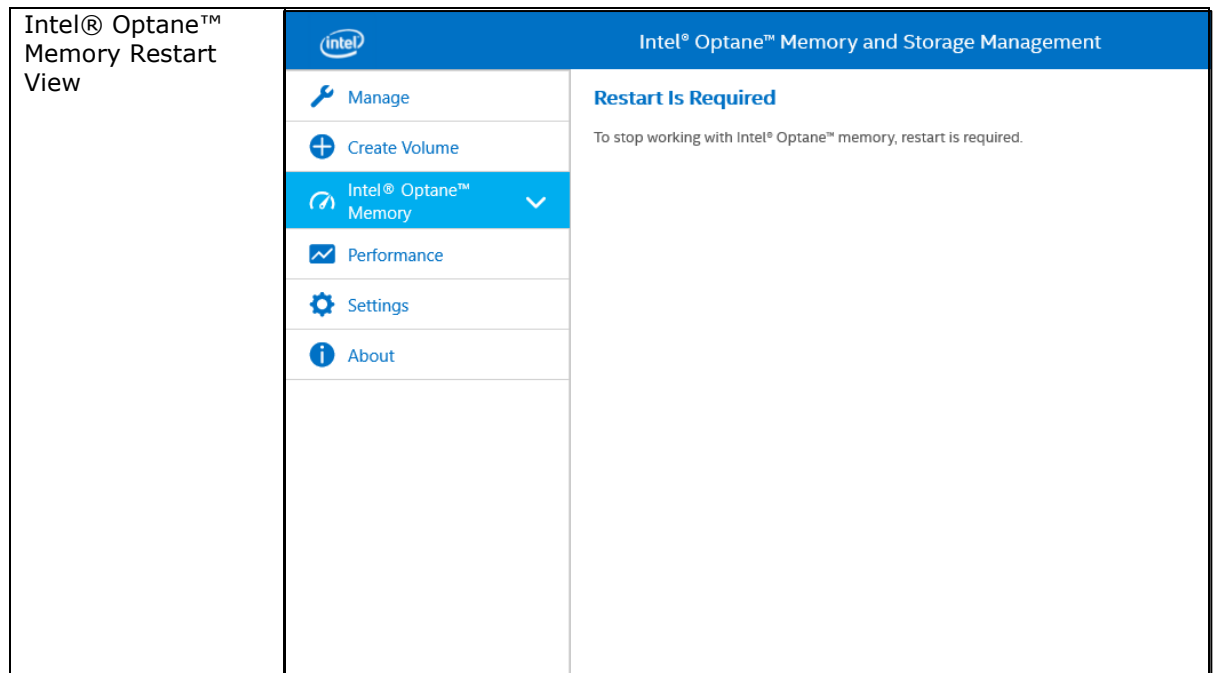 Intel® Optane™
Memory Restart
View
intel
Intel® Optane™ Memory and Storage Management
Manage
Create Volume
Intel® Optane™
Memory
Performance
Settings
About
Restart Is Required
To stop working with Intel® Optane™ memory, restart is required.